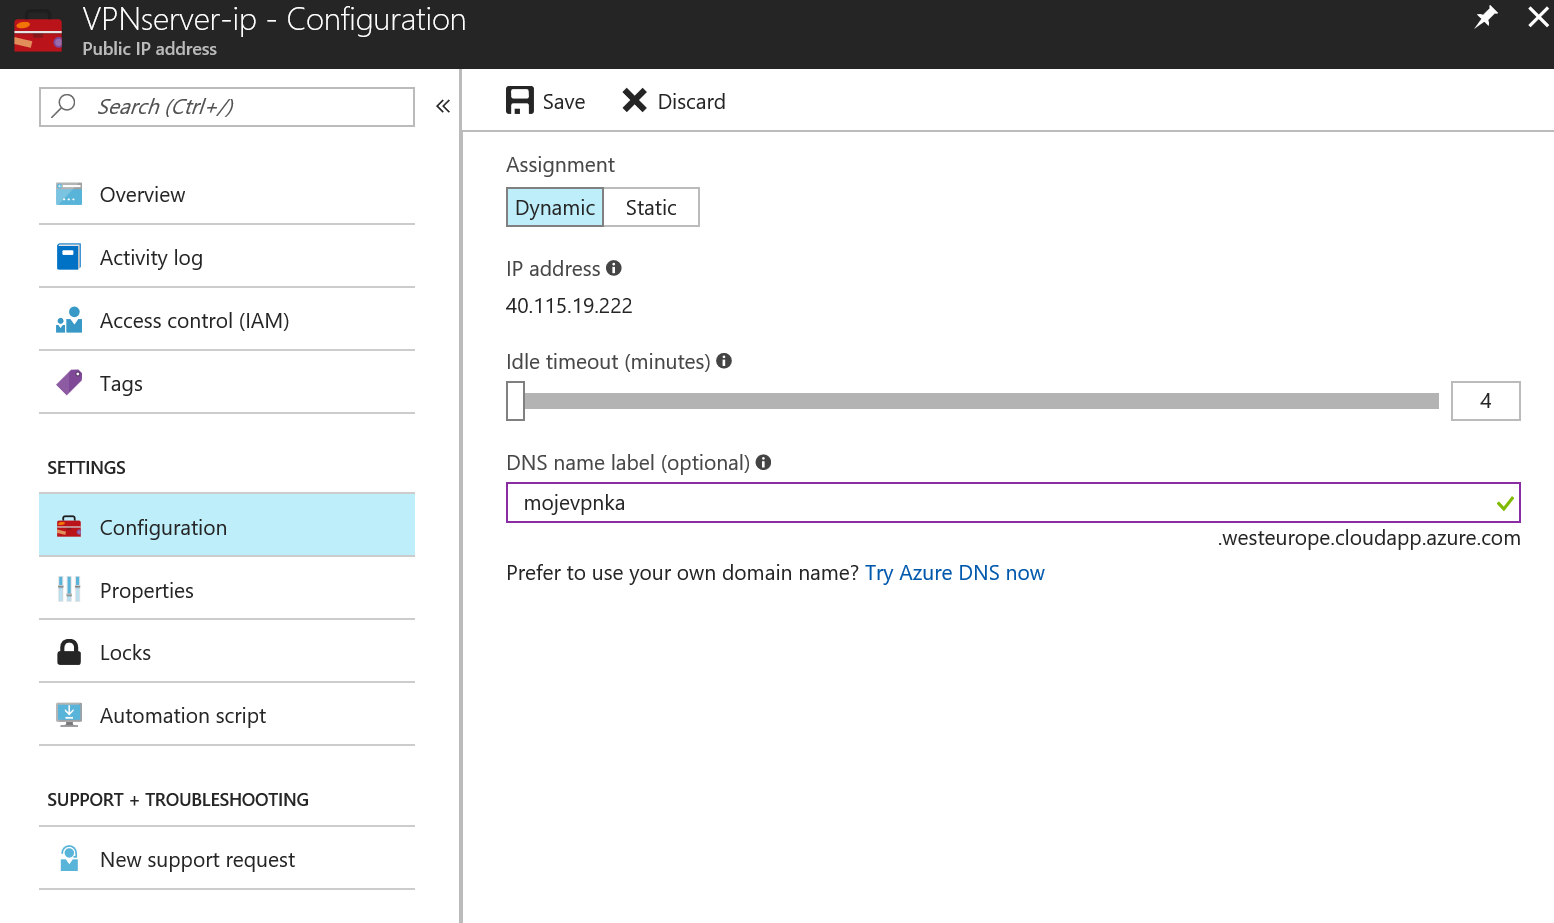 VPNserver-ip - Configuration
Public IP address
Search (Ctrl+/)
Overview
Activity log
Access control (IAM)
Tags
SETTINGS
Configuration
Properties
Locks
Automation script
SUPPORT + TROUBLESHOOTING
New support request
Save Discard
Assignment
Dynamic Static
IP address
40.115.19.222
Idle timeout (minutes)
4
DNS name label (optional)
mojevpnka
.westeurope.cloudapp.azure.com
Prefer to use your own domain name? Try Azure DNS now